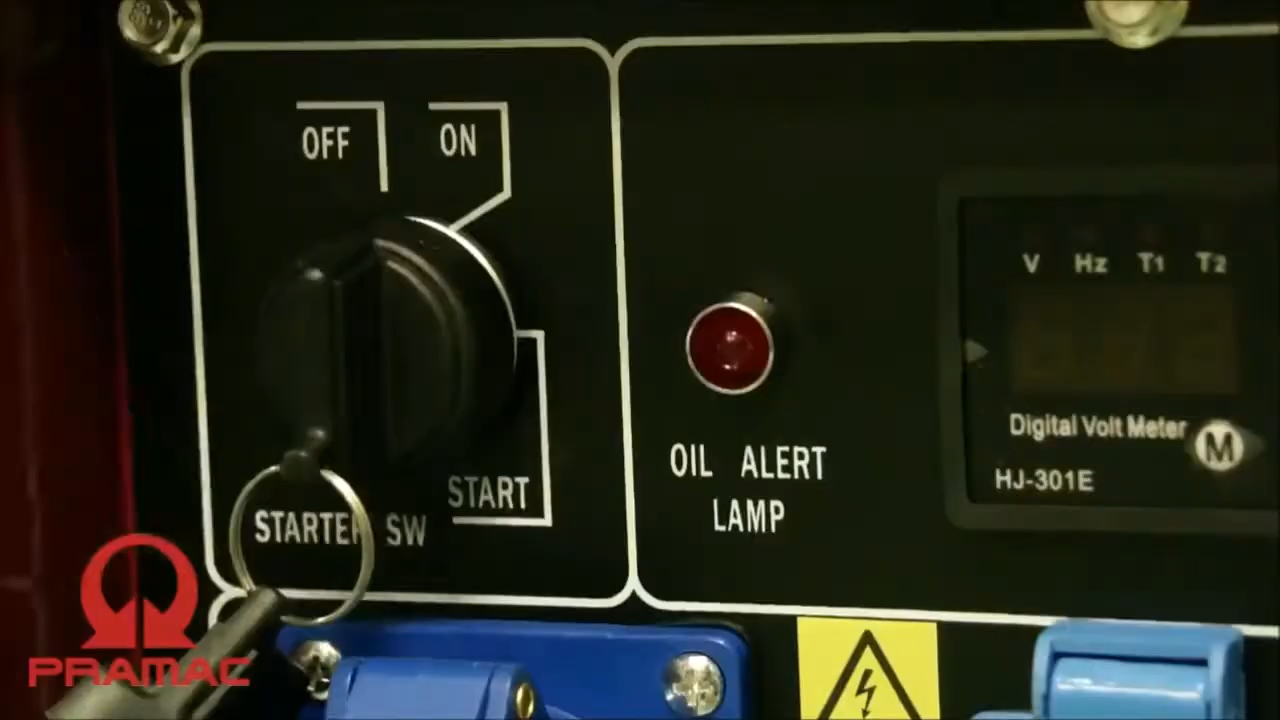 OFF
ON
START
STARTER SW
OIL ALERT
LAMP
V Hz T1 T2
Digital Volt Meter
M
HJ-301E
PRAMAC